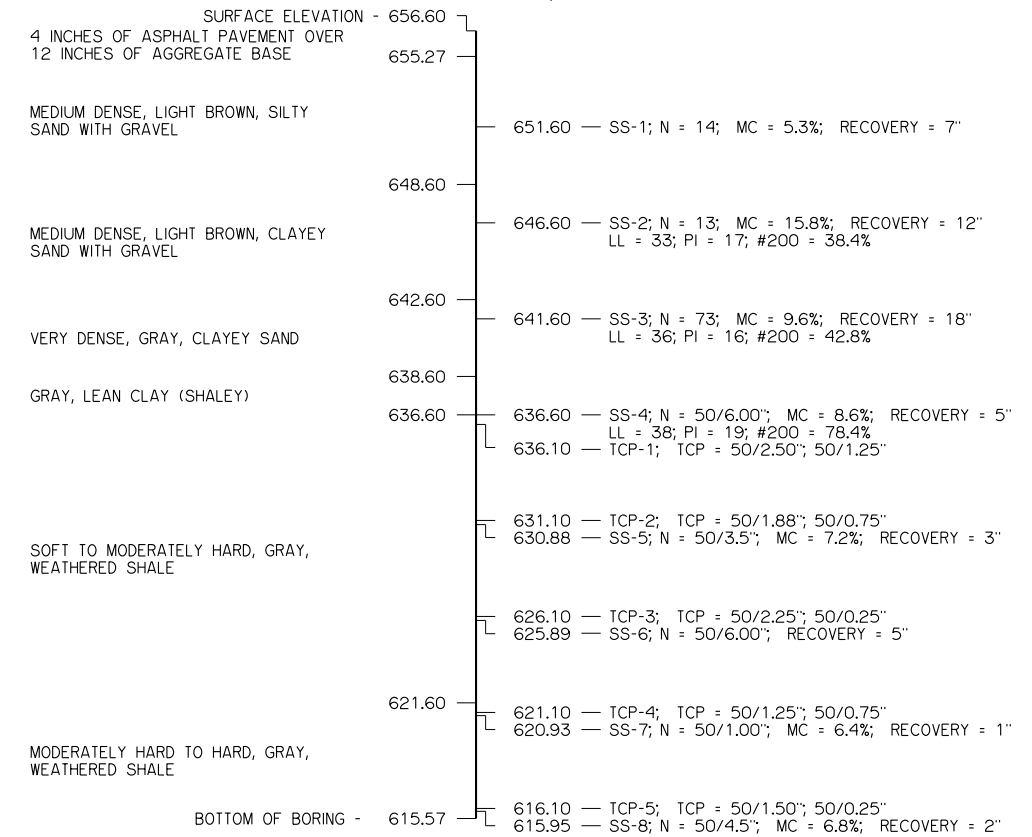 SURFACE ELEVATION - 656.60
4 INCHES OF ASPHALT PAVEMENT OVER
12 INCHES OF AGGREGATE BASE 655.27
MEDIUM DENSE, LIGHT BROWN, SILTY
SAND WITH GRAVEL
651.60 — SS-1; N = 14; MC = 5.3%; RECOVERY = 7"
648.60
646.60 — SS-2; N = 13; MC = 15.8%; RECOVERY = 12"
LL = 33; PI = 17; #200 = 38.4%
MEDIUM DENSE, LIGHT BROWN, CLAYEY
SAND WITH GRAVEL
642.60
641.60 — SS-3; N = 73; MC = 9.6%; RECOVERY = 18"
LL = 36; PI = 16; #200 = 42.8%
VERY DENSE, GRAY, CLAYEY SAND
638.60
GRAY, LEAN CLAY (SHALEY)
636.60
636.60 — SS-4; N = 50/6.00"; MC = 8.6%; RECOVERY = 5"
LL = 38; PI = 19; #200 = 78.4%
636.10 — TCP-1; TCP = 50/2.50"; 50/1.25"
631.10 — TCP-2; TCP = 50/1.88"; 50/0.75"
630.88 — SS-5; N = 50/3.5"; MC = 7.2%; RECOVERY = 3"
SOFT TO MODERATELY HARD, GRAY,
WEATHERED SHALE
626.10 — TCP-3; TCP = 50/2.25"; 50/0.25"
625.89 — SS-6; N = 50/6.00"; RECOVERY = 5"
621.60
621.10 — TCP-4; TCP = 50/1.25"; 50/0.75"
620.93 — SS-7; N = 50/1.00"; MC = 6.4%; RECOVERY = 1"
MODERATELY HARD TO HARD, GRAY,
WEATHERED SHALE
616.10 — TCP-5; TCP = 50/1.50"; 50/0.25"
BOTTOM OF BORING - 615.57
615.95 — SS-8; N = 50/4.5"; MC = 6.8%; RECOVERY = 2"